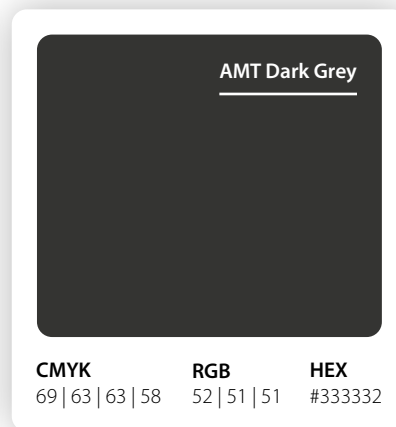 AMT Dark Grey
CMYK RGB HEX
69 | 63 | 63 | 58 52 | 51 | 51 #333332